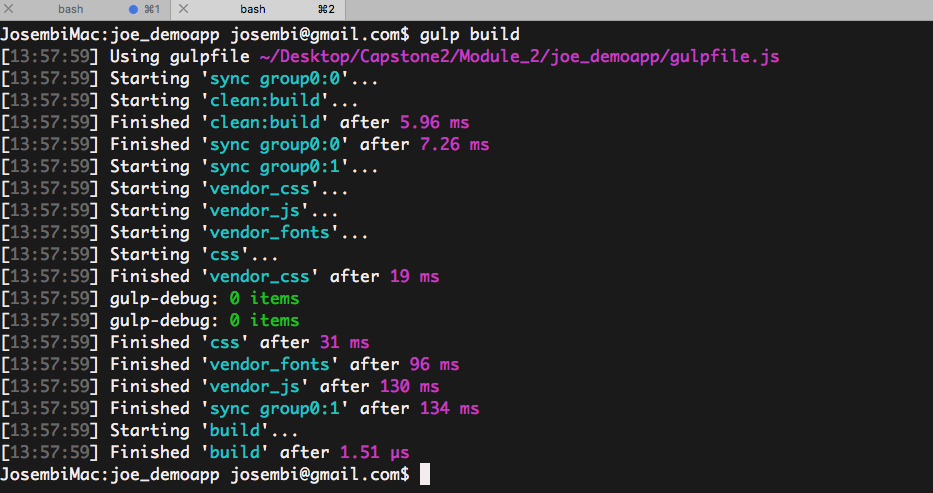 bash ⌘1 bash ⌘2
JosembiMac:joe_demoapp josembi@gmail.com$ gulp build
[13:57:59] Using gulpfile ~/Desktop/Capstone2/Module_2/joe_demoapp/gulpfile.js
[13:57:59] Starting 'sync group0:0'...
[13:57:59] Starting 'clean:build'...
[13:57:59] Finished 'clean:build' after 5.96 ms
[13:57:59] Finished 'sync group0:0' after 7.26 ms
[13:57:59] Starting 'sync group0:1'...
[13:57:59] Starting 'vendor_css'...
[13:57:59] Starting 'vendor_js'...
[13:57:59] Starting 'vendor_fonts'...
[13:57:59] Starting 'css'...
[13:57:59] Finished 'vendor_css' after 19 ms
[13:57:59] gulp-debug: 0 items
[13:57:59] gulp-debug: 0 items
[13:57:59] Finished 'css' after 31 ms
[13:57:59] Finished 'vendor_fonts' after 96 ms
[13:57:59] Finished 'vendor_js' after 130 ms
[13:57:59] Finished 'sync group0:1' after 134 ms
[13:57:59] Starting 'build'...
[13:57:59] Finished 'build' after 1.51 μs
JosembiMac:joe_demoapp josembi@gmail.com$